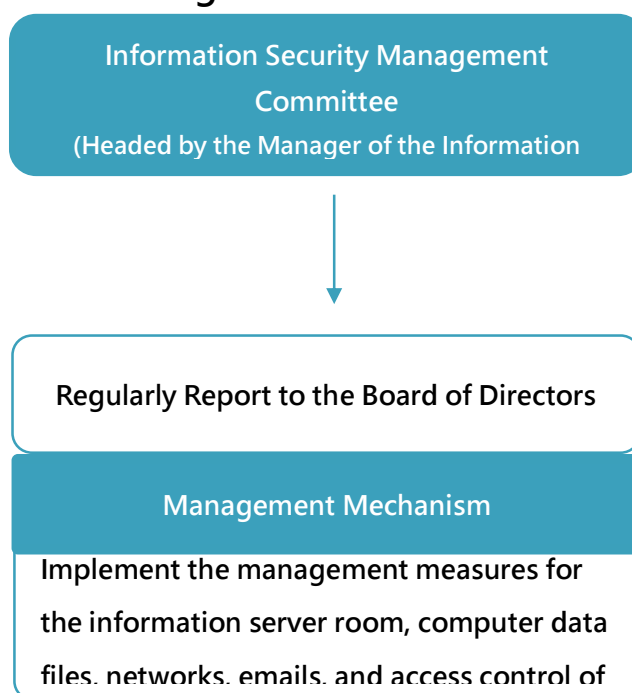 Information Security Management
Committee
(Headed by the Manager of the Information
Regularly Report to the Board of Directors
Management Mechanism
Implement the management measures for
the information server room, computer data
files, networks, emails, and access control of